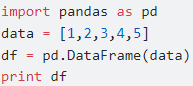 import pandas as pd
data = [1,2,3,4,5]
df = pd.DataFrame(data)
print df